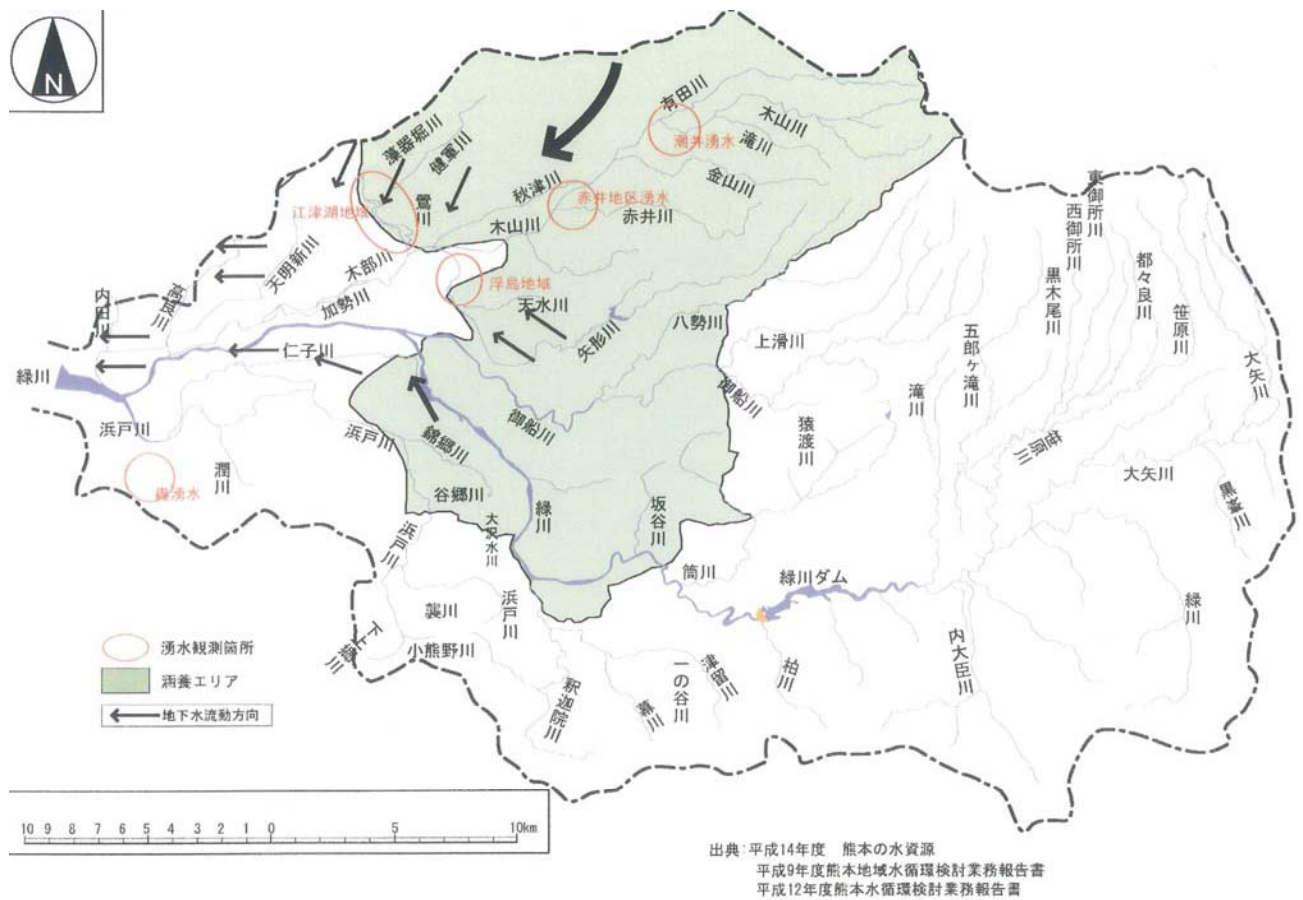 N
有田川
木山川
滝川
潮井湧水
金山川
藻器堀川
健軍川
秋津川
赤井地区湧水
赤井川
木山川
鶯川
江津湖地域
木部川
天明新川
加勢川
浮島地域
天水川
矢形川
八勢川
内田川
仁子川
緑川
浜戸川
潤川
浜戸川
錦郷川
御船川
御船川
谷郷川
緑川
坂谷川
上滑川
猿渡川
滝川
五郎ヶ滝川
黒木尾川
西御所川
東御所川
都々良川
笹原川
大矢川
笹原川
大矢川
黒峯川
緑川
浜戸川
筒川
緑川ダム
襲川
浜戸川
小熊野川
釈迦院川
幕川
一の谷川
津留川
柏川
内大臣川
湧水観測箇所
涵養エリア
地下水流動方向
10 9 8 7 6 5 4 3 2 1 0 5 10km
出典:平成14年度 熊本の水資源
平成9年度熊本地域水循環検討業務報告書
平成12年度熊本水循環検討業務報告書